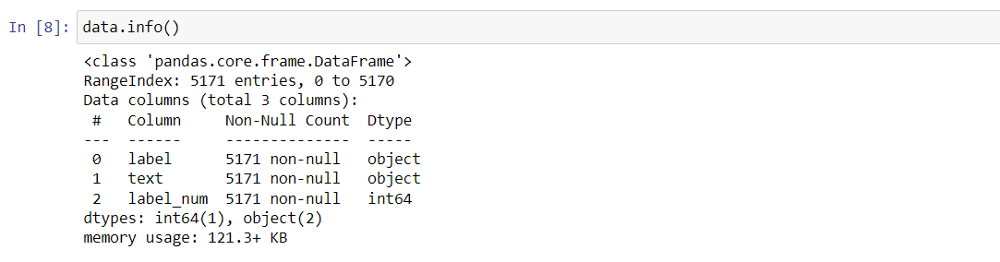 In [8]: data.info()
<class 'pandas.core.frame.DataFrame'>
RangeIndex: 5171 entries, 0 to 5170
Data columns (total 3 columns):
 #   Column     Non-Null Count  Dtype
---  ------     --------------  -----
 0   label      5171 non-null   object
 1   text       5171 non-null   object
 2   label_num  5171 non-null   int64
dtypes: int64(1), object(2)
memory usage: 121.3+ KB